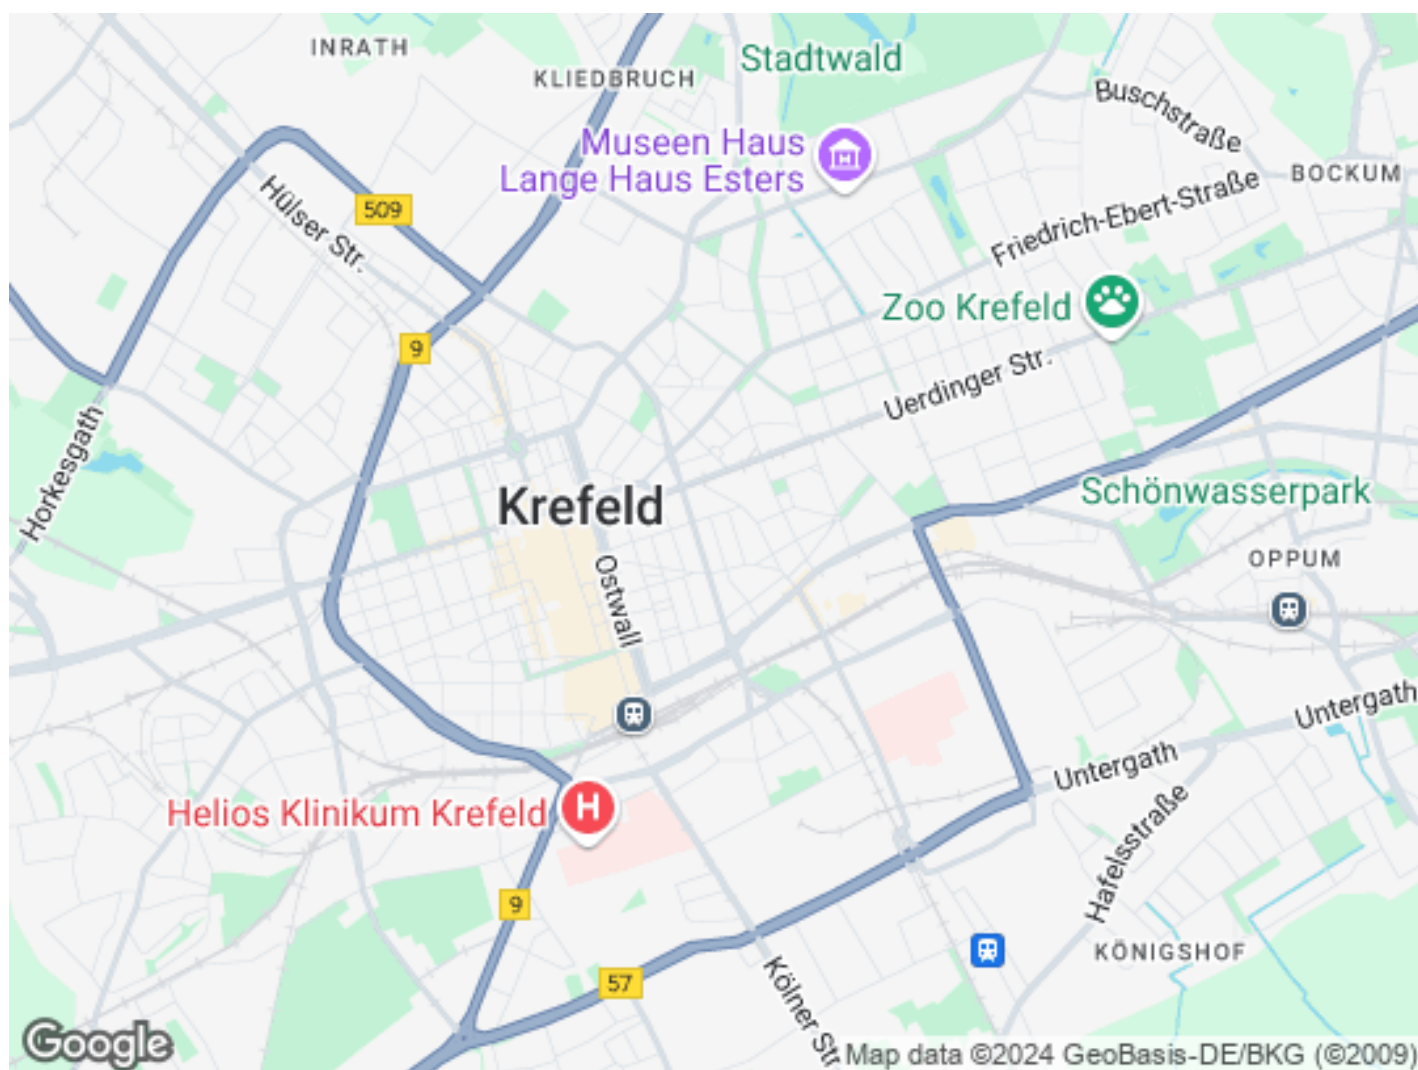 INRATH
KLIEDBRUCH
Stadtwald
Buschstraße
Museen Haus
Lange Haus Esters
BOCKUM
509
Hülser Str.
Friedrich-Ebert-Straße
Zoo Krefeld
9
Uerdinger Str.
Horkesgath
Krefeld
Schönwasserpark
OPPUM
Ostwall
Untergath
Untergath
Helios Klinikum Krefeld
H
Hafelsstraße
9
KÖNIGSHOF
57
Kölner Str
Google
Map data ©2024 GeoBasis-DE/BKG (©2009)